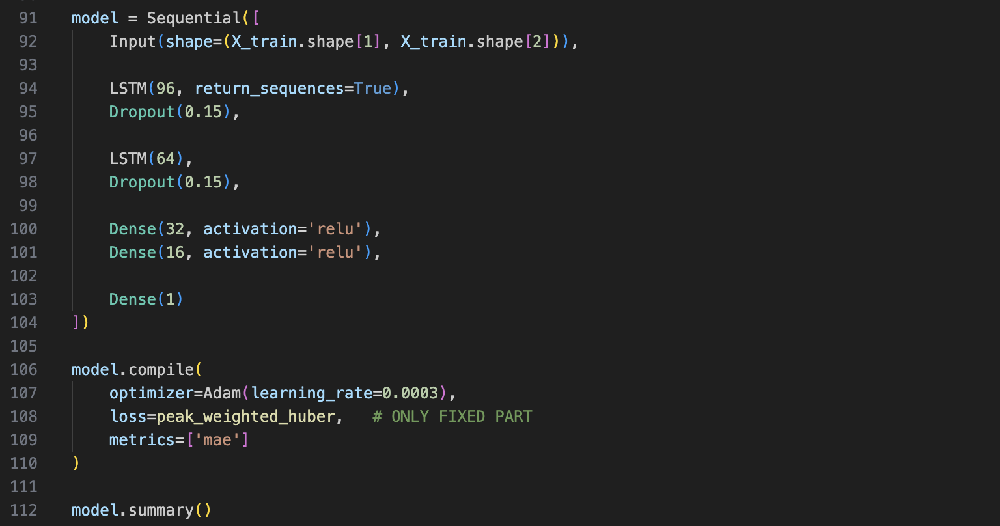 91 model = Sequential([
92     Input(shape=(X_train.shape[1], X_train.shape[2])),
93
94     LSTM(96, return_sequences=True),
95     Dropout(0.15),
96
97     LSTM(64),
98     Dropout(0.15),
99
100     Dense(32, activation='relu'),
101     Dense(16, activation='relu'),
102
103     Dense(1)
104 ])
105
106 model.compile(
107     optimizer=Adam(learning_rate=0.0003),
108     loss=peak_weighted_huber,   # ONLY FIXED PART
109     metrics=['mae']
110 )
111
112 model.summary()